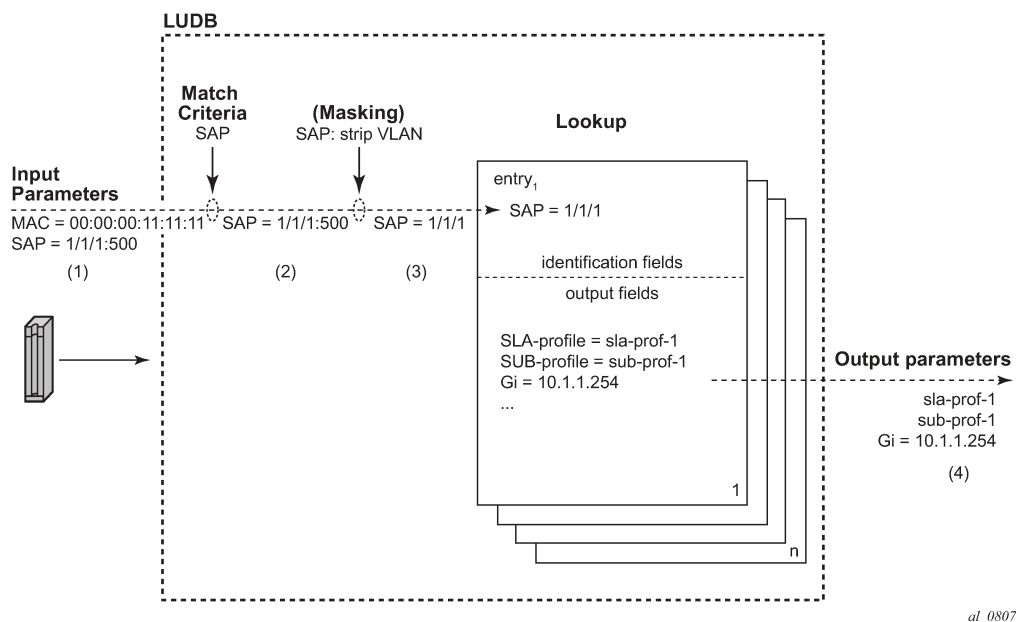 LUDB
Match
Criteria
SAP
(Masking)
SAP: strip VLAN
Lookup
Input
Parameters
MAC = 00:00:00:11:11:11
SAP = 1/1/1:500
(1)
SAP = 1/1/1:500
(2)
SAP = 1/1/1
(3)
entry1
SAP = 1/1/1
identification fields
output fields
SLA-profile = sla-prof-1
SUB-profile = sub-prof-1
Gi = 10.1.1.254
...
1
n
Output parameters
sla-prof-1
sub-prof-1
Gi = 10.1.1.254
(4)
al_0807